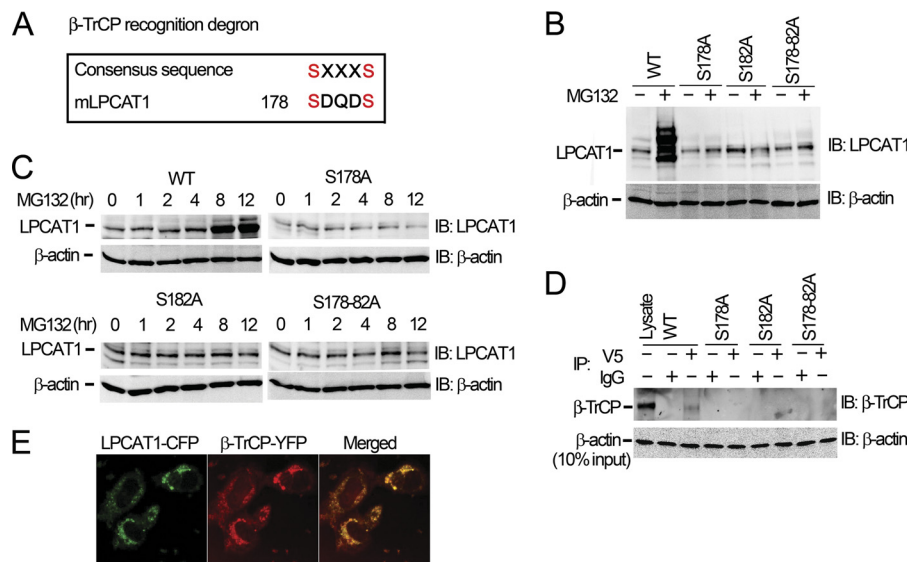 A
β-TrCP recognition degron
Consensus sequence SXXXS
mLPCAT1 178 SDQDS
B
WT S178A S182A S178-82A
− + − + − + − + MG132
LPCAT1 IB: LPCAT1
β-actin IB: β-actin
C
WT S178A
MG132 (hr) 0 1 2 4 8 12 0 1 2 4 8 12
LPCAT1 IB: LPCAT1
β-actin IB: β-actin
S182A S178-82A
MG132 (hr) 0 1 2 4 8 12 0 1 2 4 8 12
LPCAT1 IB: LPCAT1
β-actin IB: β-actin
D
Lysate WT S178A S182A S178-82A
IP:
V5 − − + − + − + − +
IgG − + − + − + − + −
β-TrCP IB: β-TrCP
β-actin IB: β-actin
(10% input)
E
LPCAT1-CFP β-TrCP-YFP Merged